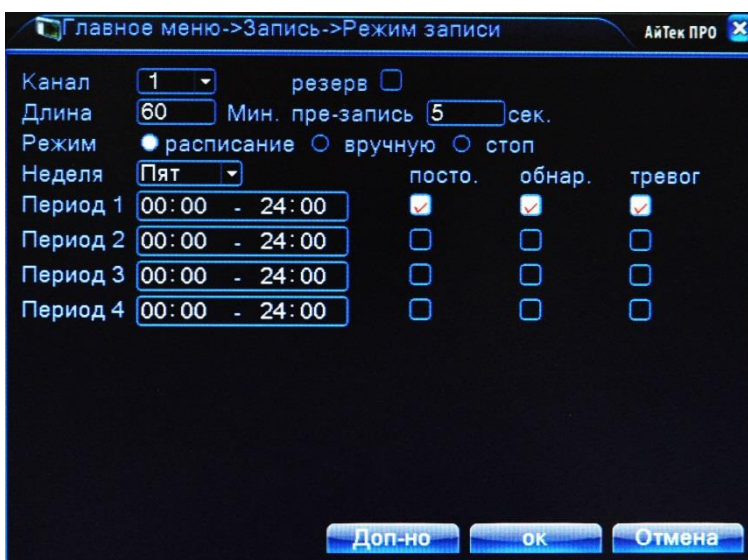 Главное меню->Запись->Режим записи АйТек ПРО
Канал 1 резерв
Длина 60 Мин. пре-запись 5 сек.
Режим расписание вручную стоп
Неделя Пят посто. обнар. тревог
Период 1 00:00 - 24:00
Период 2 00:00 - 24:00
Период 3 00:00 - 24:00
Период 4 00:00 - 24:00
Доп-но ок Отмена